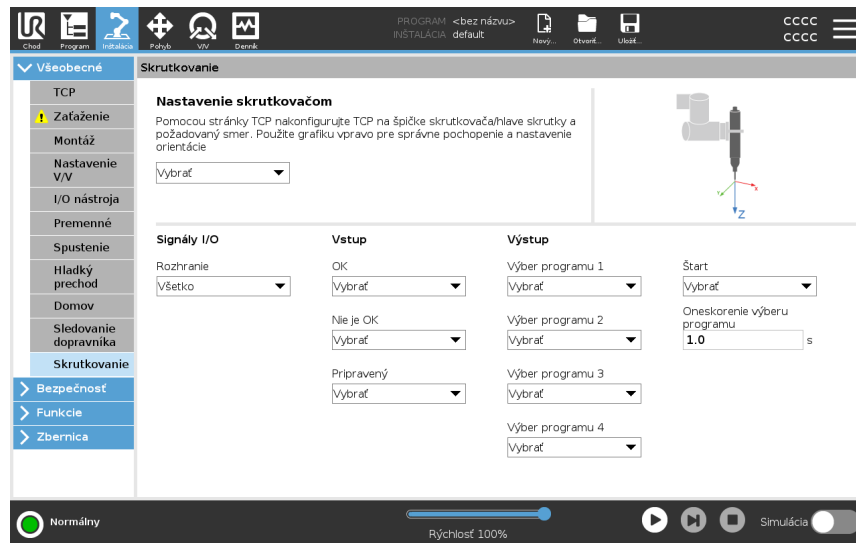 UR
Chod
Program
Inštalácia
Pohyb
V/V
Denník
PROGRAM <bez názvu>
INŠTALÁCIA default
Nový...
Otvoriť...
Uložiť...
CCCC
CCCC
Všeobecné
TCP
Zaťaženie
Montáž
Nastavenie
V/V
I/O nástroja
Premenné
Spustenie
Hladký
prechod
Domov
Sledovanie
dopravníka
Skrutkovanie
Bezpečnosť
Funkcie
Zbernica
Skrutkovanie
Nastavenie skrutkovačom
Pomocou stránky TCP nakonfigurujte TCP na špičke skrutkovača/hlave skrutky a
požadovaný smer. Použite grafiku vpravo pre správne pochopenie a nastavenie
orientácie
Vybrať
Y
X
Z
Signály I/O
Rozhranie
Všetko
Vstup
OK
Vybrať
Nie je OK
Vybrať
Pripravený
Vybrať
Výstup
Výber programu 1
Vybrať
Výber programu 2
Vybrať
Výber programu 3
Vybrať
Výber programu 4
Vybrať
Štart
Vybrať
Oneskorenie výberu
programu
1.0 s
Normálny
Rýchlosť 100%
Simulácia